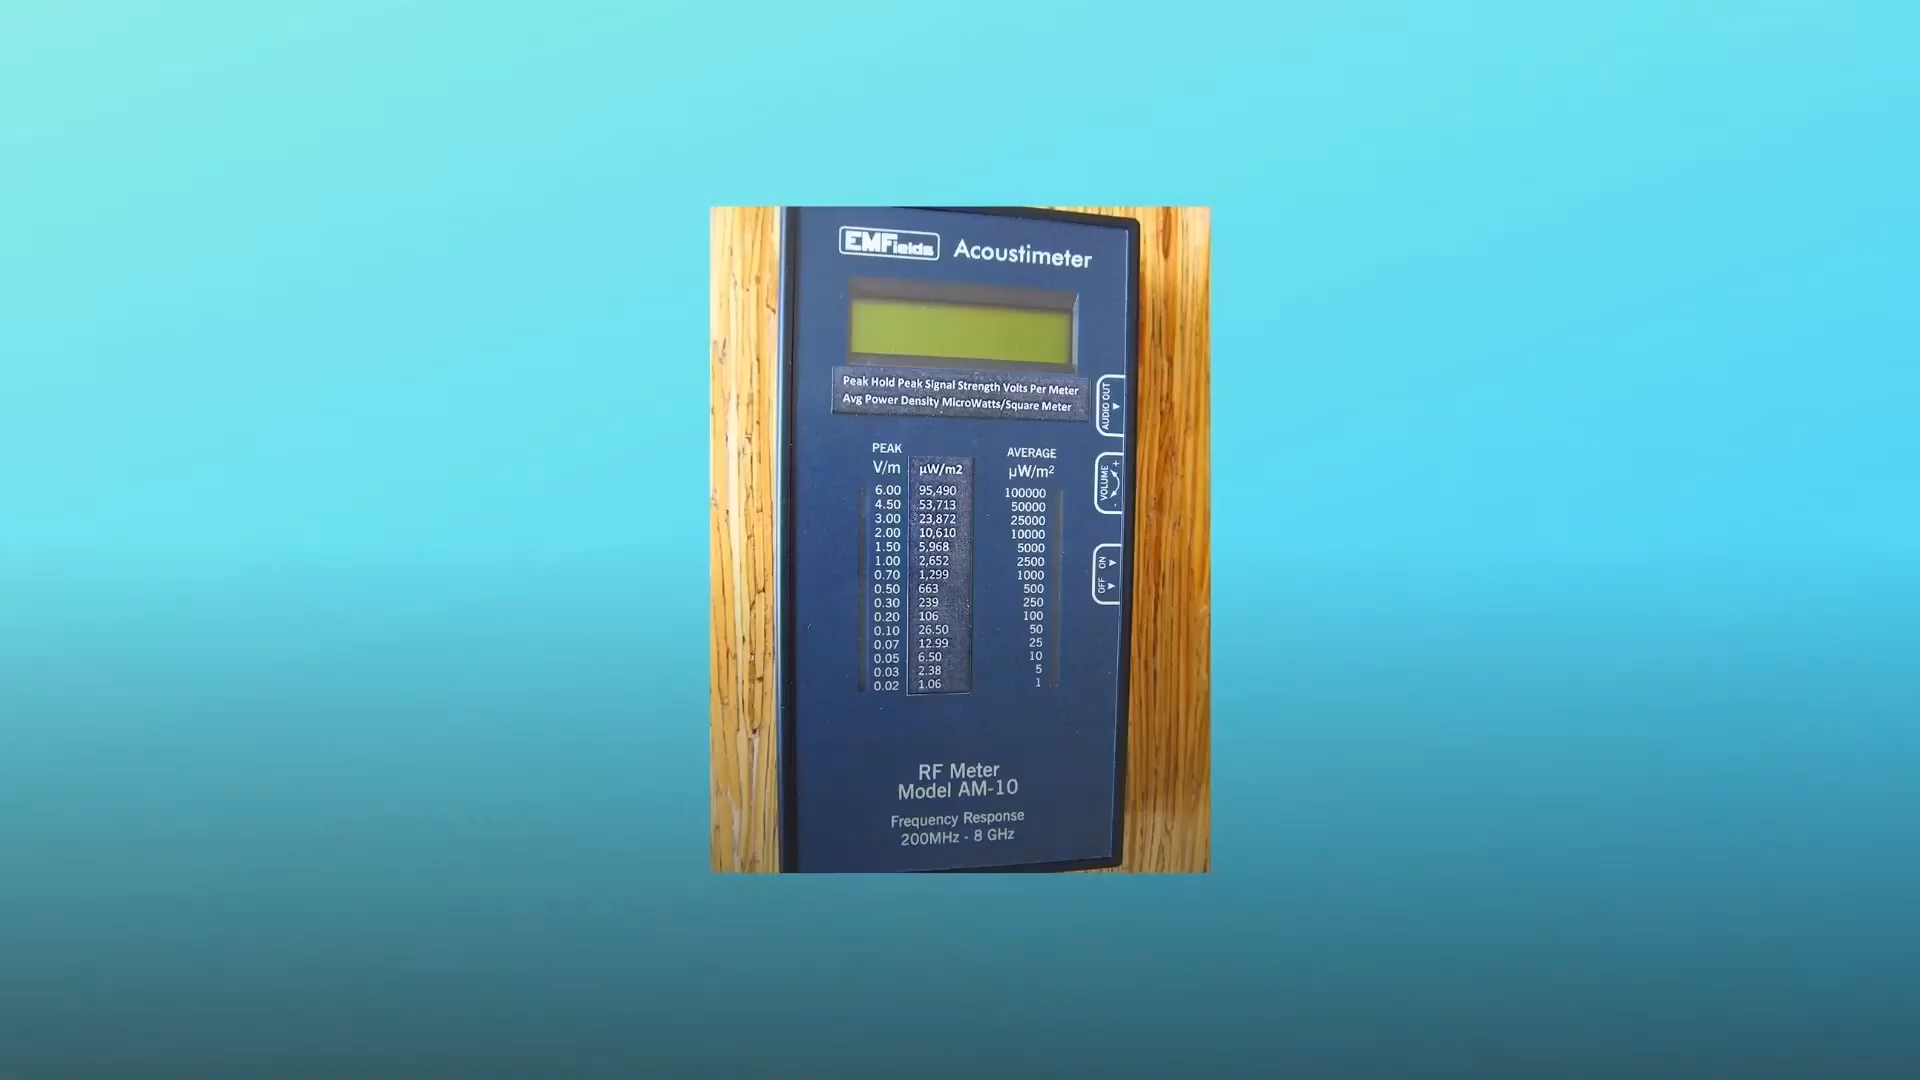 EMFields Acoustimeter
Peak Hold Peak Signal Strength Volts Per Meter
Avg Power Density MicroWatts/Square Meter
AUDIO OUT
VOLUME
- +
OFF ON
PEAK AVERAGE
V/m µW/m2 µW/m²
6.00 95,490 100000
4.50 53,713 50000
3.00 23,872 25000
2.00 10,610 10000
1.50 5,968 5000
1.00 2,652 2500
0.70 1,299 1000
0.50 663 500
0.30 239 250
0.20 106 100
0.10 26.50 50
0.07 12.99 25
0.05 6.50 10
0.03 2.38 5
0.02 1.06 1
RF Meter
Model AM-10
Frequency Response
200MHz - 8 GHz